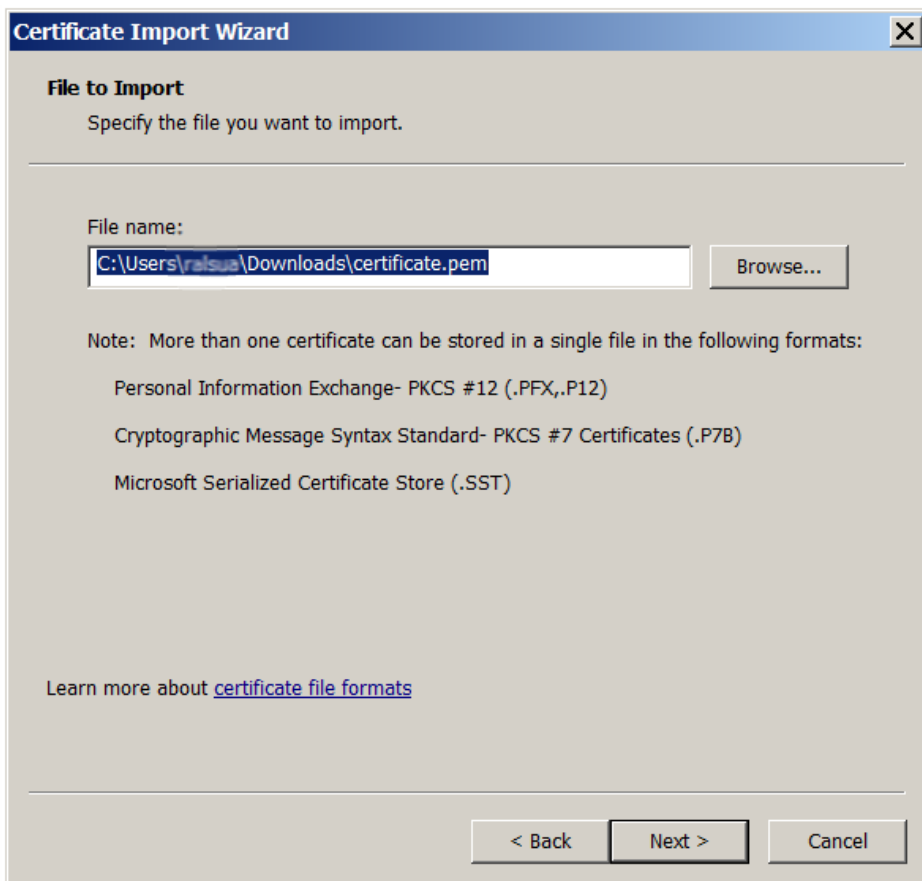 Certificate Import Wizard
File to Import
Specify the file you want to import.
File name:
C:\Users\ \Downloads\certificate.pem
Browse...
Note: More than one certificate can be stored in a single file in the following formats:
Personal Information Exchange- PKCS #12 (.PFX,.P12)
Cryptographic Message Syntax Standard- PKCS #7 Certificates (.P7B)
Microsoft Serialized Certificate Store (.SST)
Learn more about certificate file formats
< Back
Next >
Cancel